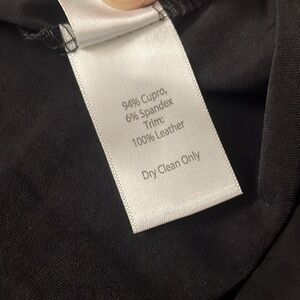 94% Cupro,
6% Spandex
Trim:
100% Leather
Dry Clean Only